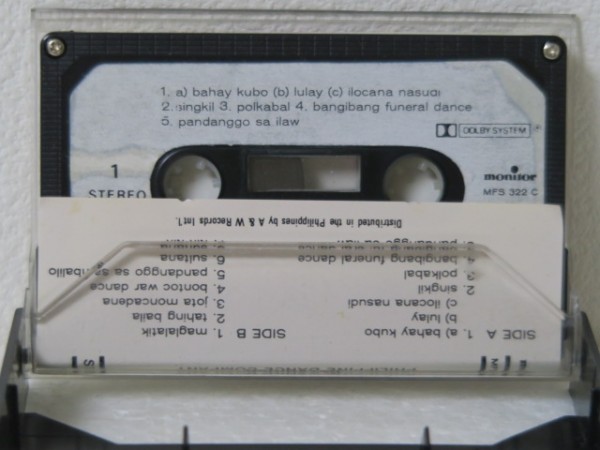 1. a) bahay kubo (b) lulay (c) ilocana nasudi
2. singkil 3. polkabal 4. bangibang funeral dance
5. pandanggo sa ilaw
DOLBY SYSTEM
1
STEREO
monitor
MFS 322 C
Distributed in the Philippines by A & W Records Int'l.
SIDE A
1. a) bahay kubo
b) lulay
c) ilocana nasudi
2. singkil
3. polkabal
4. bangibang funeral dance
SIDE B
1. maglalatik
2. tahing baila
3. jota moncadena
4. bontoc war dance
5. pandanggo sa sambalilo
6. sultana